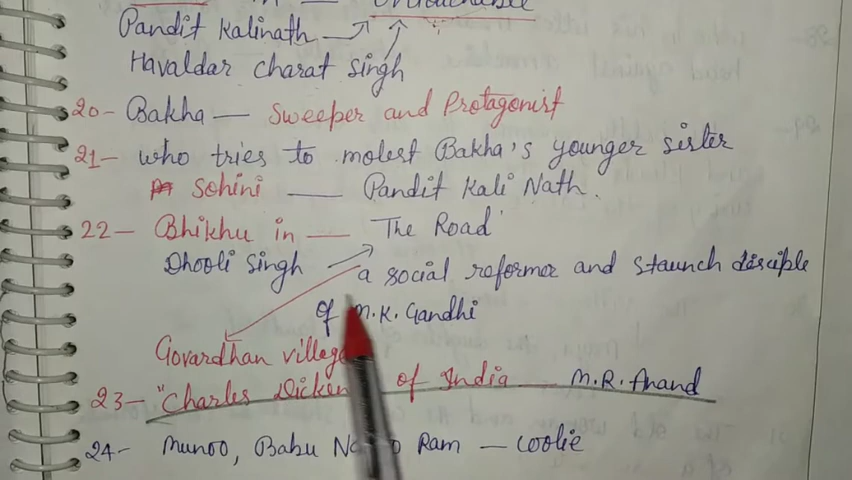 Untouchable
Pandit Kalinath
Havaldar Charat Singh
20- Bakha — Sweeper and Protagonist
21- who tries to molest Bakha's younger sister
Sohini —— Pandit Kali Nath.
22- Bhikhu in — The Road
Dhooli Singh — a social reformer and staunch disciple
of M.K. Gandhi
Govardhan village
23- "Charles of India — M.R. Anand
24- Munoo, Babu Ram — Coolie